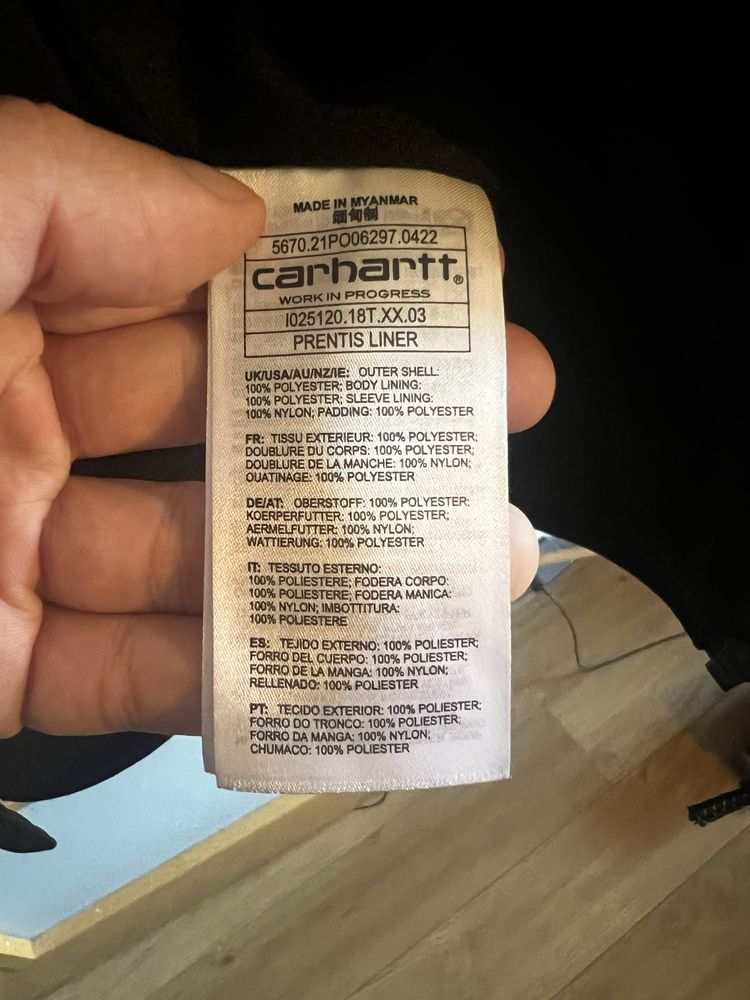 MADE IN MYANMAR
缅甸制
5670.21PO06297.0422
carhartt®
WORK IN PROGRESS
I025120.18T.XX.03
PRENTIS LINER
UK/USA/AU/NZ/IE: OUTER SHELL:
100% POLYESTER; BODY LINING:
100% POLYESTER; SLEEVE LINING:
100% NYLON; PADDING: 100% POLYESTER
FR: TISSU EXTERIEUR: 100% POLYESTER;
DOUBLURE DU CORPS: 100% POLYESTER;
DOUBLURE DE LA MANCHE: 100% NYLON;
OUATINAGE: 100% POLYESTER
DE/AT: OBERSTOFF: 100% POLYESTER;
KOERPERFUTTER: 100% POLYESTER;
AERMELFUTTER: 100% NYLON;
WATTIERUNG: 100% POLYESTER
IT: TESSUTO ESTERNO:
100% POLIESTERE; FODERA CORPO:
100% POLIESTERE; FODERA MANICA:
100% NYLON; IMBOTTITURA:
100% POLIESTERE
ES: TEJIDO EXTERNO: 100% POLIESTER;
FORRO DEL CUERPO: 100% POLIESTER;
FORRO DE LA MANGA: 100% NYLON;
RELLENADO: 100% POLIESTER
PT: TECIDO EXTERIOR: 100% POLIESTER;
FORRO DO TRONCO: 100% POLIESTER;
FORRO DA MANGA: 100% NYLON;
CHUMACO: 100% POLIESTER